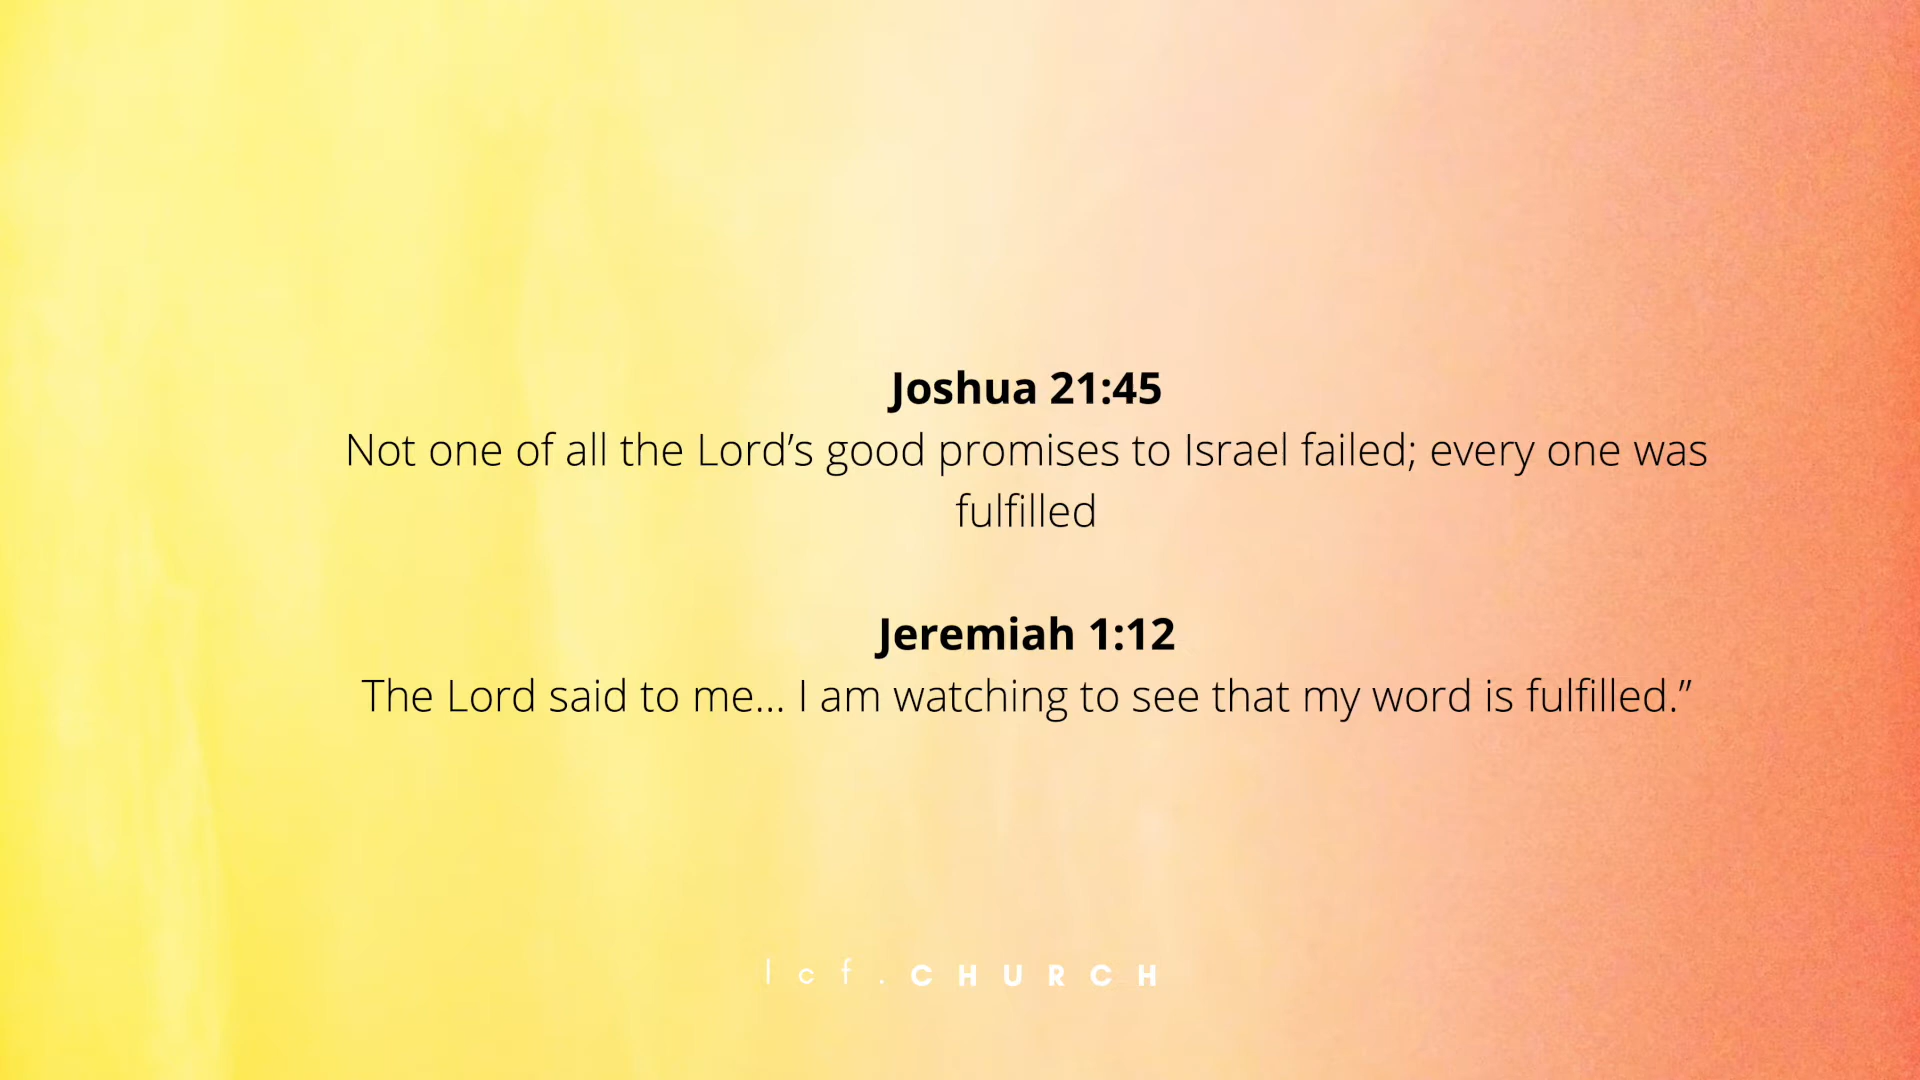 Joshua 21:45
Not one of all the Lord’s good promises to Israel failed; every one was
fulfilled
Jeremiah 1:12
The Lord said to me... I am watching to see that my word is fulfilled.”
lcf.CHURCH